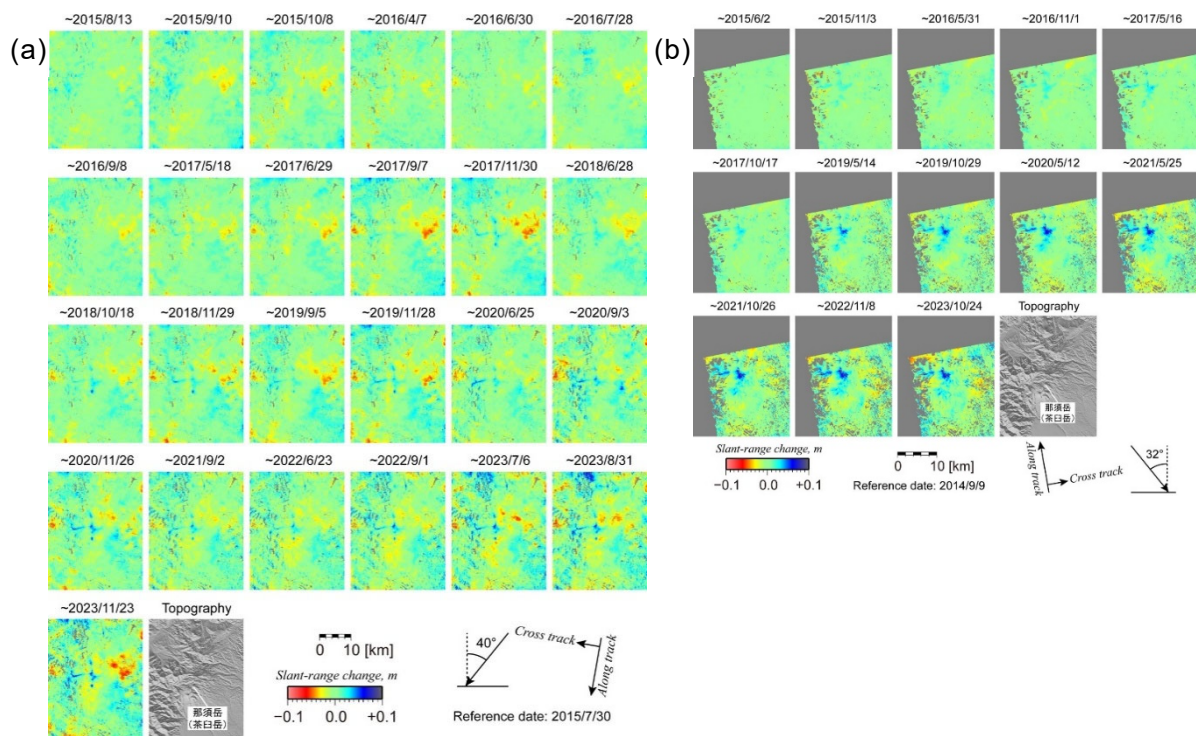 (a)
~2015/8/13 ~2015/9/10 ~2015/10/8 ~2016/4/7 ~2016/6/30 ~2016/7/28
~2016/9/8 ~2017/5/18 ~2017/6/29 ~2017/9/7 ~2017/11/30 ~2018/6/28
~2018/10/18 ~2018/11/29 ~2019/9/5 ~2019/11/28 ~2020/6/25 ~2020/9/3
~2020/11/26 ~2021/9/2 ~2022/6/23 ~2022/9/1 ~2023/7/6 ~2023/8/31
~2023/11/23 Topography
那須岳
(茶臼岳)
0 10 [km]
Slant-range change, m
−0.1 0.0 +0.1
40°
Cross track
Along track
Reference date: 2015/7/30
(b)
~2015/6/2 ~2015/11/3 ~2016/5/31 ~2016/11/1 ~2017/5/16
~2017/10/17 ~2019/5/14 ~2019/10/29 ~2020/5/12 ~2021/5/25
~2021/10/26 ~2022/11/8 ~2023/10/24 Topography
那須岳
(茶臼岳)
Slant-range change, m
−0.1 0.0 +0.1
0 10 [km]
Reference date: 2014/9/9
Along track
Cross track
32°